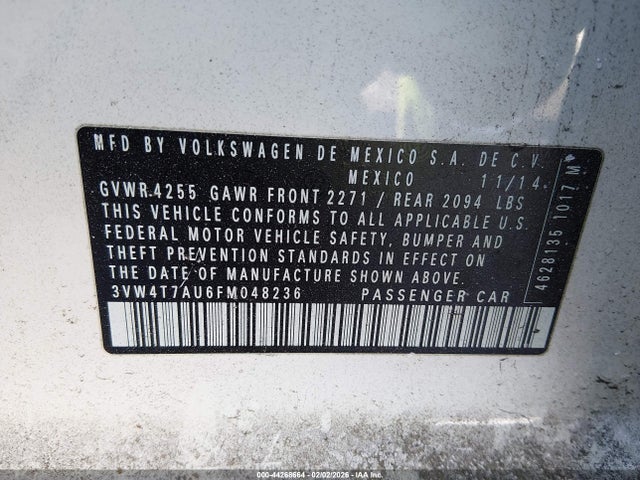 MFD BY VOLKSWAGEN DE MEXICO S.A. DE C.V.
MEXICO 11/14
GVWR.4255 GAWR FRONT 2271 / REAR 2094 LBS
THIS VEHICLE CONFORMS TO ALL APPLICABLE U.S.
FEDERAL MOTOR VEHICLE SAFETY, BUMPER AND
THEFT PREVENTION STANDARDS IN EFFECT ON
THE DATE OF MANUFACTURE SHOWN ABOVE.
3VW4T7AU6FM048236 PASSENGER CAR
4628135 1017 M
000-44268664 - 02/02/2026 - IAAI.COM